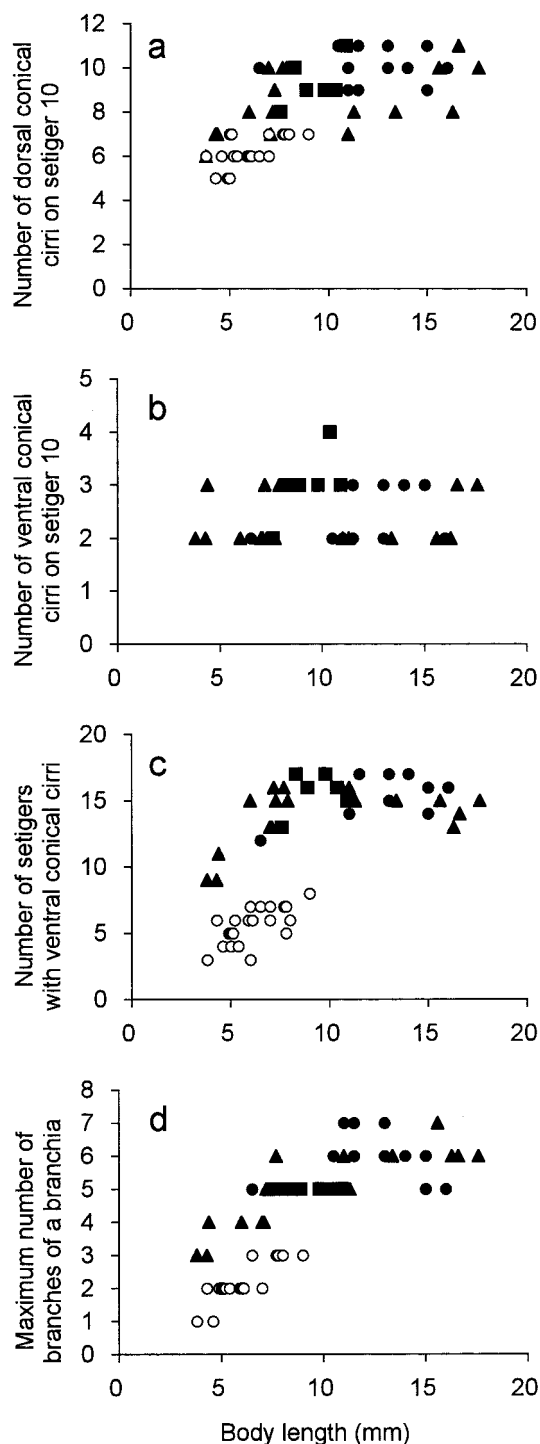 a
Number of dorsal conical
cirri on setiger 10
12
10
8
6
4
2
0
0 5 10 15 20
b
Number of ventral conical
cirri on setiger 10
5
4
3
2
1
0
0 5 10 15 20
c
Number of setigers
with ventral conical cirri
20
15
10
5
0
0 5 10 15 20
d
Maximum number of
branches of a branchia
8
7
6
5
4
3
2
1
0
0 5 10 15 20
Body length (mm)